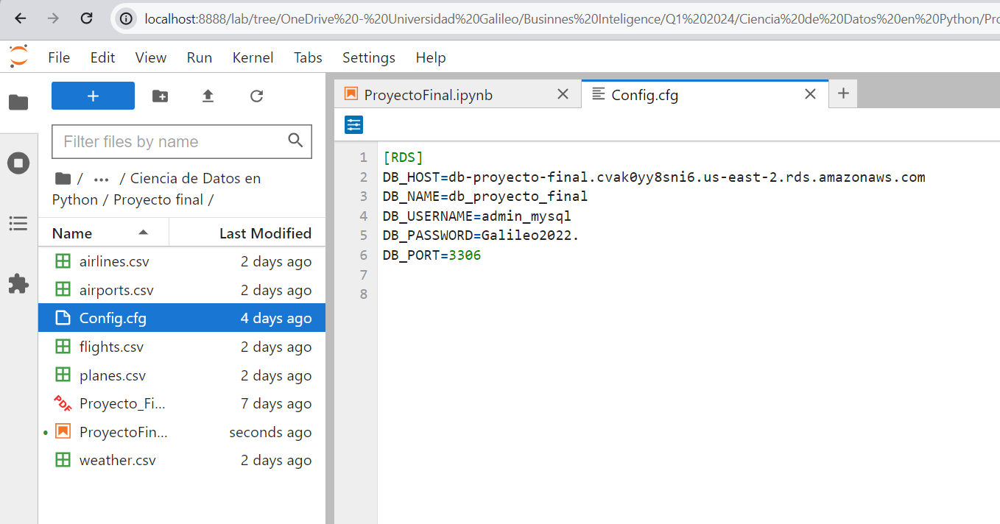 localhost:8888/lab/tree/OneDrive%20-%20Universidad%20Galileo/Businnes%20Inteligence/Q1%202024/Ciencia%20de%20Datos%20en%20Python/Pro
File Edit View Run Kernel Tabs Settings Help
+
Filter files by name
/ ... / Ciencia de Datos en
Python / Proyecto final /
Name Last Modified
airlines.csv 2 days ago
airports.csv 2 days ago
Config.cfg 4 days ago
flights.csv 2 days ago
planes.csv 2 days ago
PDF Proyecto_Fi... 7 days ago
ProyectoFin... seconds ago
weather.csv 2 days ago
ProyectoFinal.ipynb Config.cfg +
1 [RDS]
2 DB_HOST=db-proyecto-final.cvak0yy8sni6.us-east-2.rds.amazonaws.com
3 DB_NAME=db_proyecto_final
4 DB_USERNAME=admin_mysql
5 DB_PASSWORD=Galileo2022.
6 DB_PORT=3306
7
8